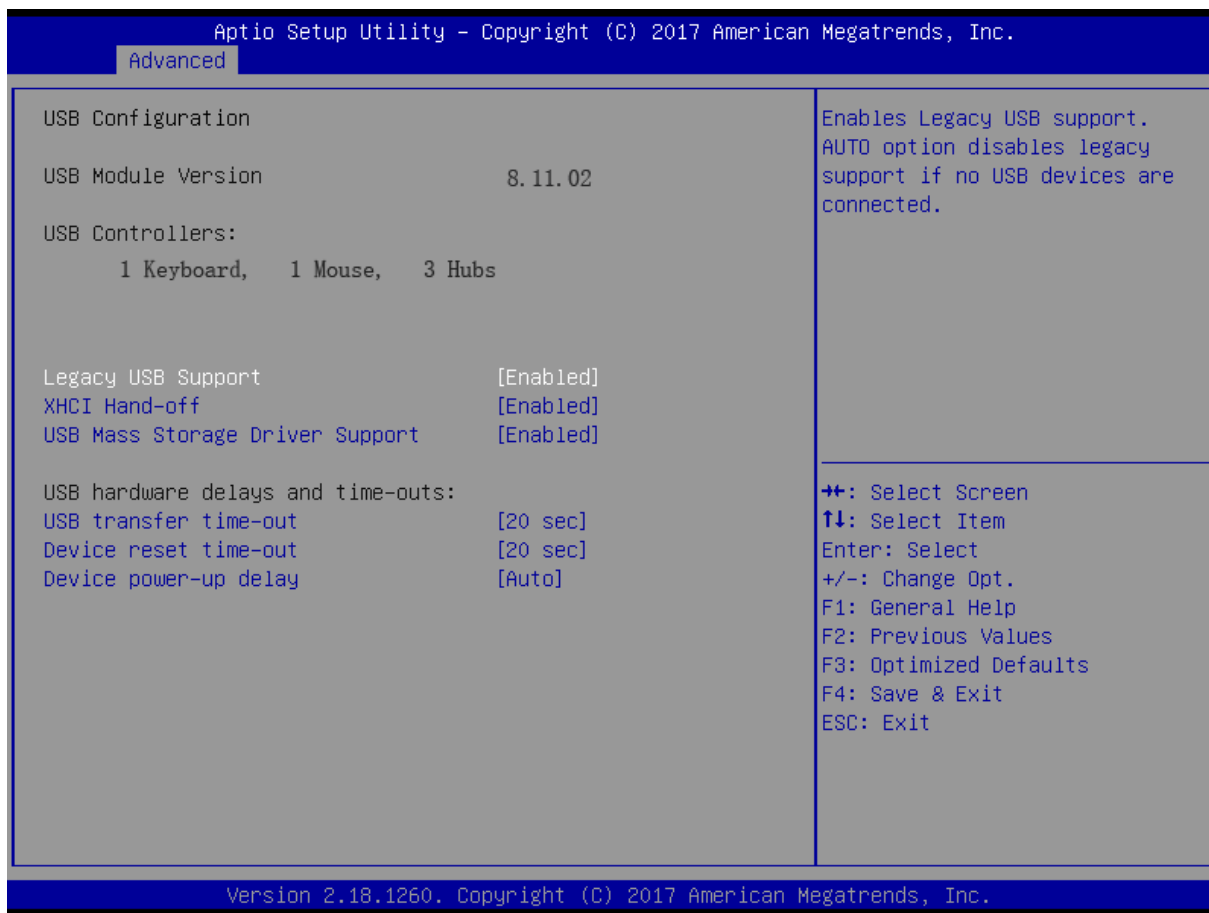 Aptio Setup Utility - Copyright (C) 2017 American Megatrends, Inc.
Advanced
USB Configuration
USB Module Version 8.11.02
USB Controllers:
1 Keyboard, 1 Mouse, 3 Hubs
Legacy USB Support [Enabled]
XHCI Hand-off [Enabled]
USB Mass Storage Driver Support [Enabled]
USB hardware delays and time-outs:
USB transfer time-out [20 sec]
Device reset time-out [20 sec]
Device power-up delay [Auto]
Enables Legacy USB support.
AUTO option disables legacy
support if no USB devices are
connected.
→←: Select Screen
↑↓: Select Item
Enter: Select
+/-: Change Opt.
F1: General Help
F2: Previous Values
F3: Optimized Defaults
F4: Save & Exit
ESC: Exit
Version 2.18.1260. Copyright (C) 2017 American Megatrends, Inc.